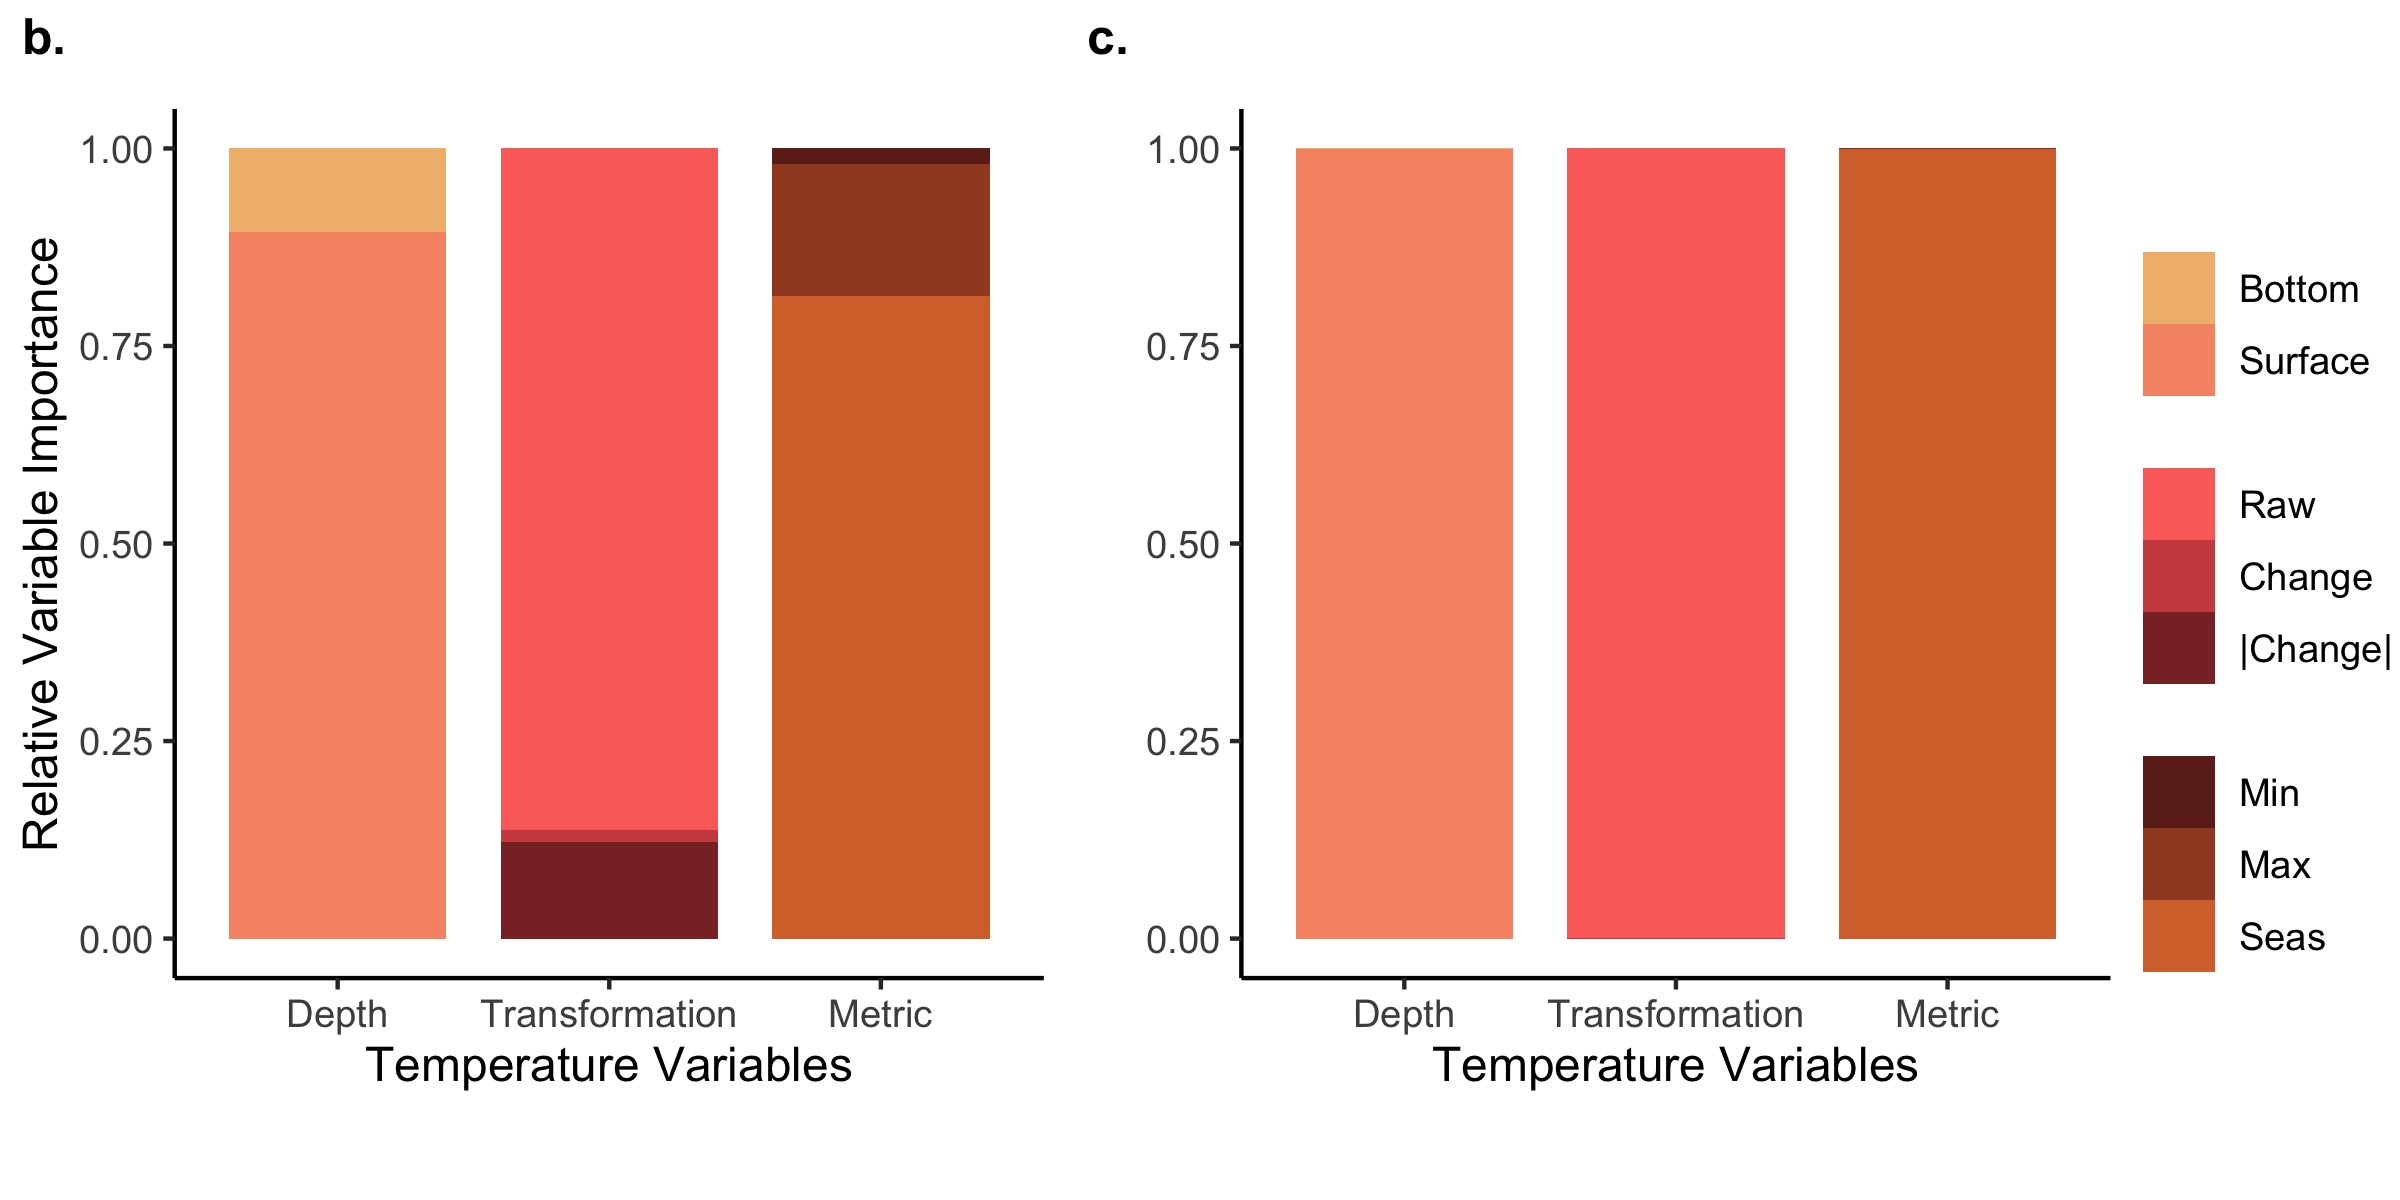 b.
Relative Variable Importance
1.00
0.75
0.50
0.25
0.00
Depth Transformation Metric
Temperature Variables
c.
1.00
0.75
0.50
0.25
0.00
Depth Transformation Metric
Temperature Variables
Bottom
Surface
Raw
Change
|Change|
Min
Max
Seas